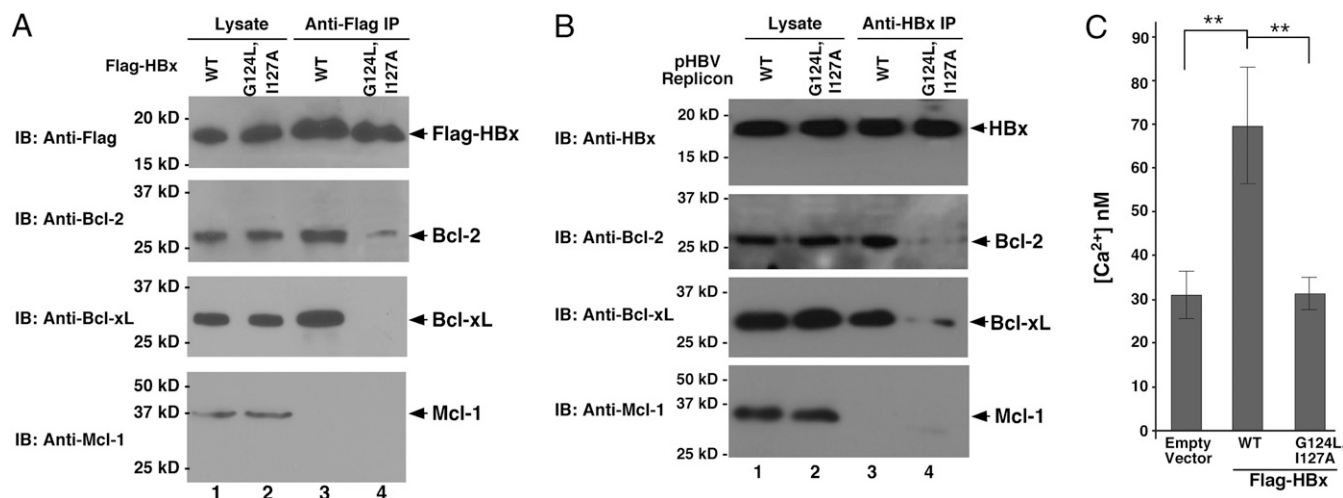 A
Lysate Anti-Flag IP
Flag-HBx WT G124L, I127A WT G124L, I127A
20 kD
IB: Anti-Flag Flag-HBx
15 kD
37 kD
IB: Anti-Bcl-2 Bcl-2
25 kD
37 kD
IB: Anti-Bcl-xL Bcl-xL
25 kD
50 kD
37 kD Mcl-1
IB: Anti-Mcl-1
25 kD
1 2 3 4
B
Lysate Anti-HBx IP
pHBV Replicon WT G124L, I127A WT G124L, I127A
20 kD
IB: Anti-HBx HBx
15 kD
37 kD
IB: Anti-Bcl-2 25 kD Bcl-2
37 kD
IB: Anti-Bcl-xL Bcl-xL
25 kD
50 kD
37 kD
IB: Anti-Mcl-1 Mcl-1
25 kD
1 2 3 4
C
** **
90
80
70
60
50
40
30
20
10
0
[Ca²⁺] nM
Empty Vector WT G124L, I127A
Flag-HBx